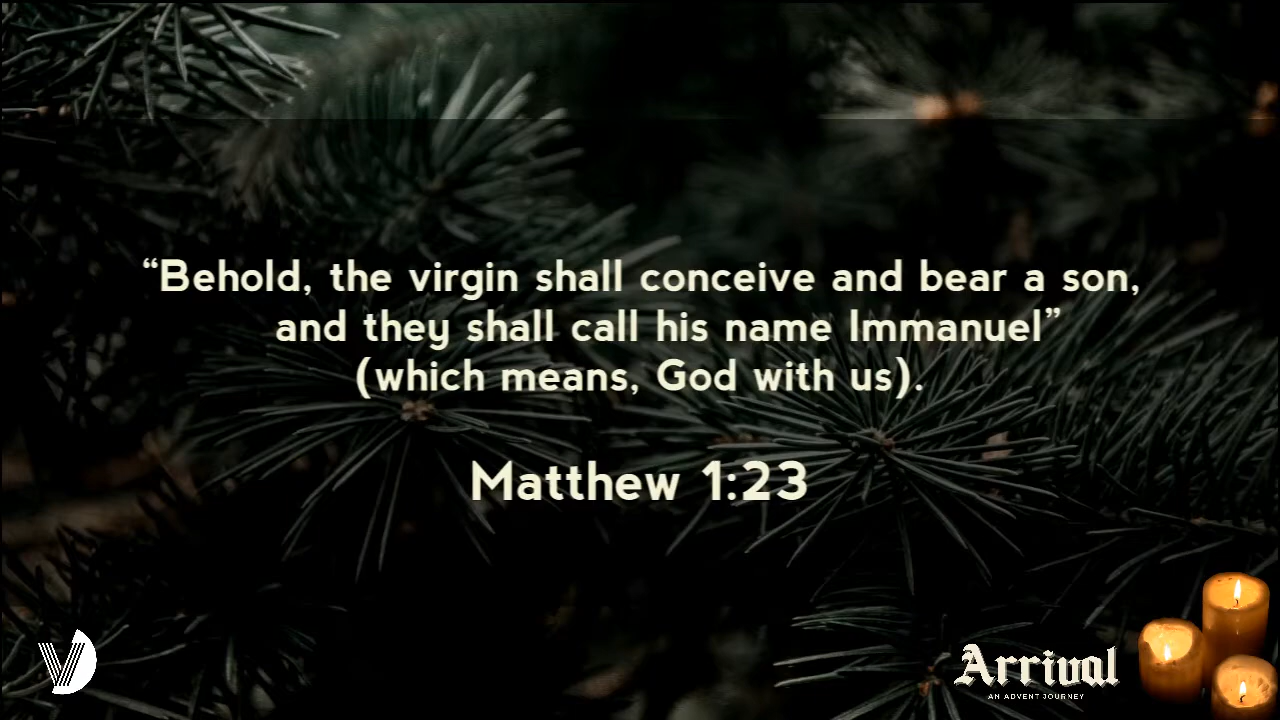 “Behold, the virgin shall conceive and bear a son,
and they shall call his name Immanuel”
(which means, God with us).
Matthew 1:23
Arrival
AN ADVENT JOURNEY